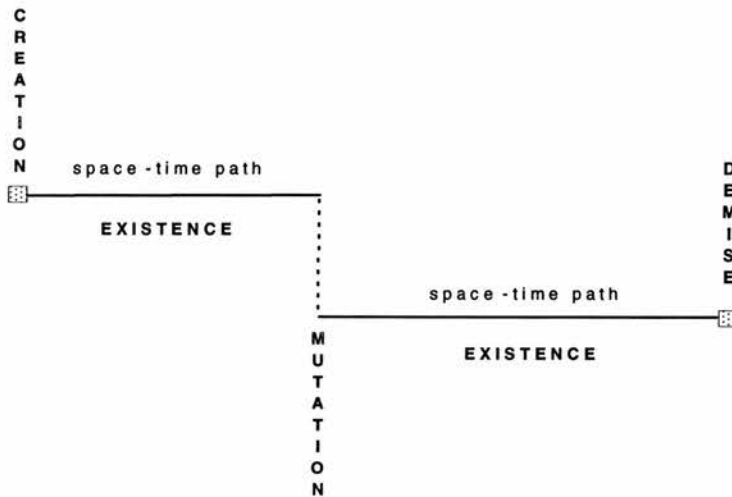 CREATION
space-time path
EXISTENCE
DEMISE
space-time path
EXISTENCE
MUTATION